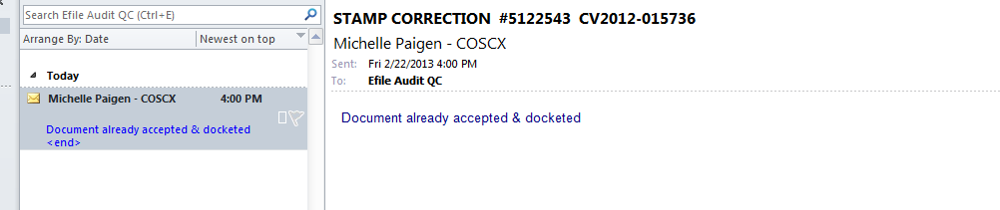 Search Efile Audit QC (Ctrl+E)
Arrange By: Date Newest on top
Today
Michelle Paigen - COSCX 4:00 PM
Document already accepted & docketed
<end>
STAMP CORRECTION #5122543 CV2012-015736
Michelle Paigen - COSCX
Sent: Fri 2/22/2013 4:00 PM
To: Efile Audit QC
Document already accepted & docketed